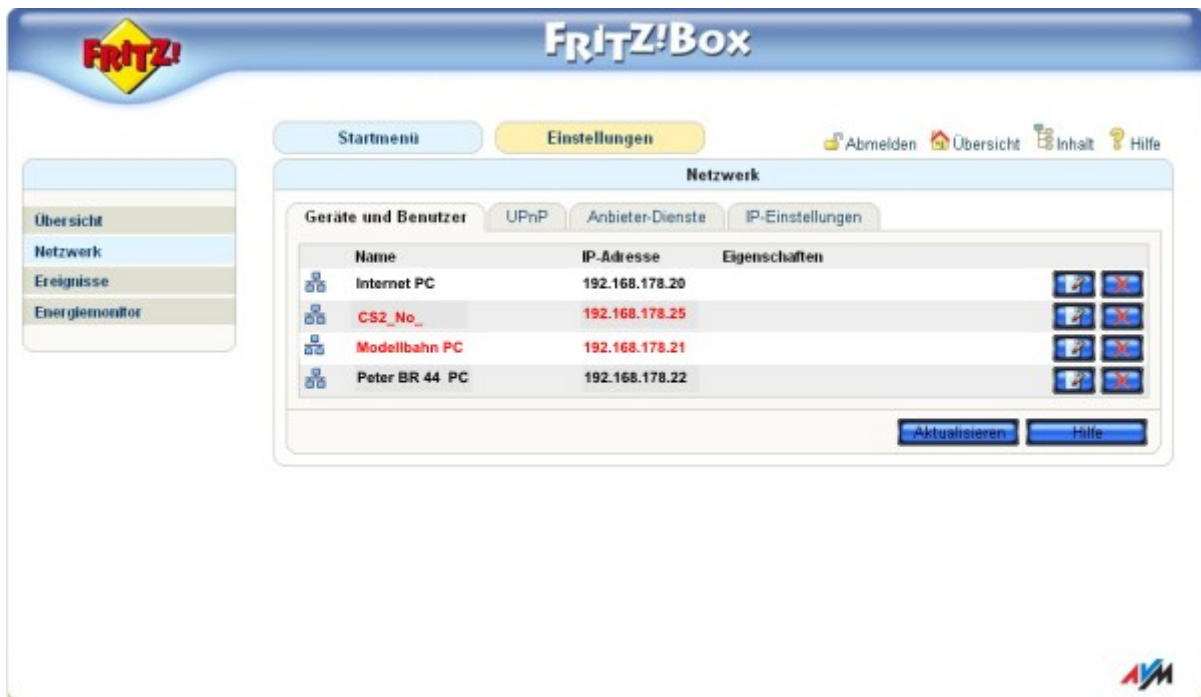 FRITZ!
FRITZ!Box
Startmenü
Einstellungen
Abmelden
Übersicht
Inhalt
Hilfe
Netzwerk
Übersicht
Netzwerk
Ereignisse
Energiemonitor
Geräte und Benutzer
UPnP
Anbieter-Dienste
IP-Einstellungen
Name IP-Adresse Eigenschaften
Internet PC 192.168.178.20
CS2_No_ 192.168.178.25
Modellbahn PC 192.168.178.21
Peter BR 44 PC 192.168.178.22
Aktualisieren
Hilfe
AVM